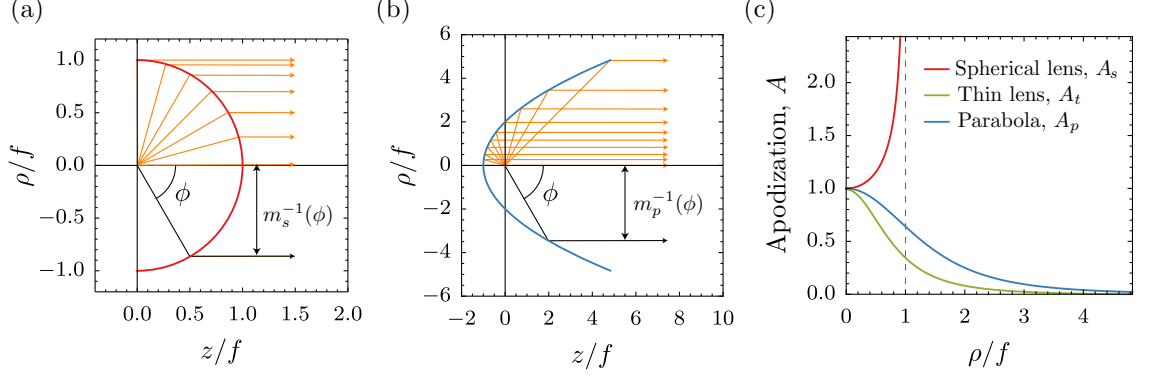 (a)
ρ/f
1.0
0.5
0.0
−0.5
−1.0
0.0
0.5
1.0
1.5
2.0
z/f
ϕ
m_s^{-1}(ϕ)
(b)
ρ/f
6
4
2
0
−2
−4
−6
−2
0
2
4
6
8
10
z/f
ϕ
m_p^{-1}(ϕ)
(c)
Apodization, A
2.0
1.5
1.0
0.5
0.0
0
1
2
4
ρ/f
Spherical lens, A_s
Thin lens, A_t
Parabola, A_p